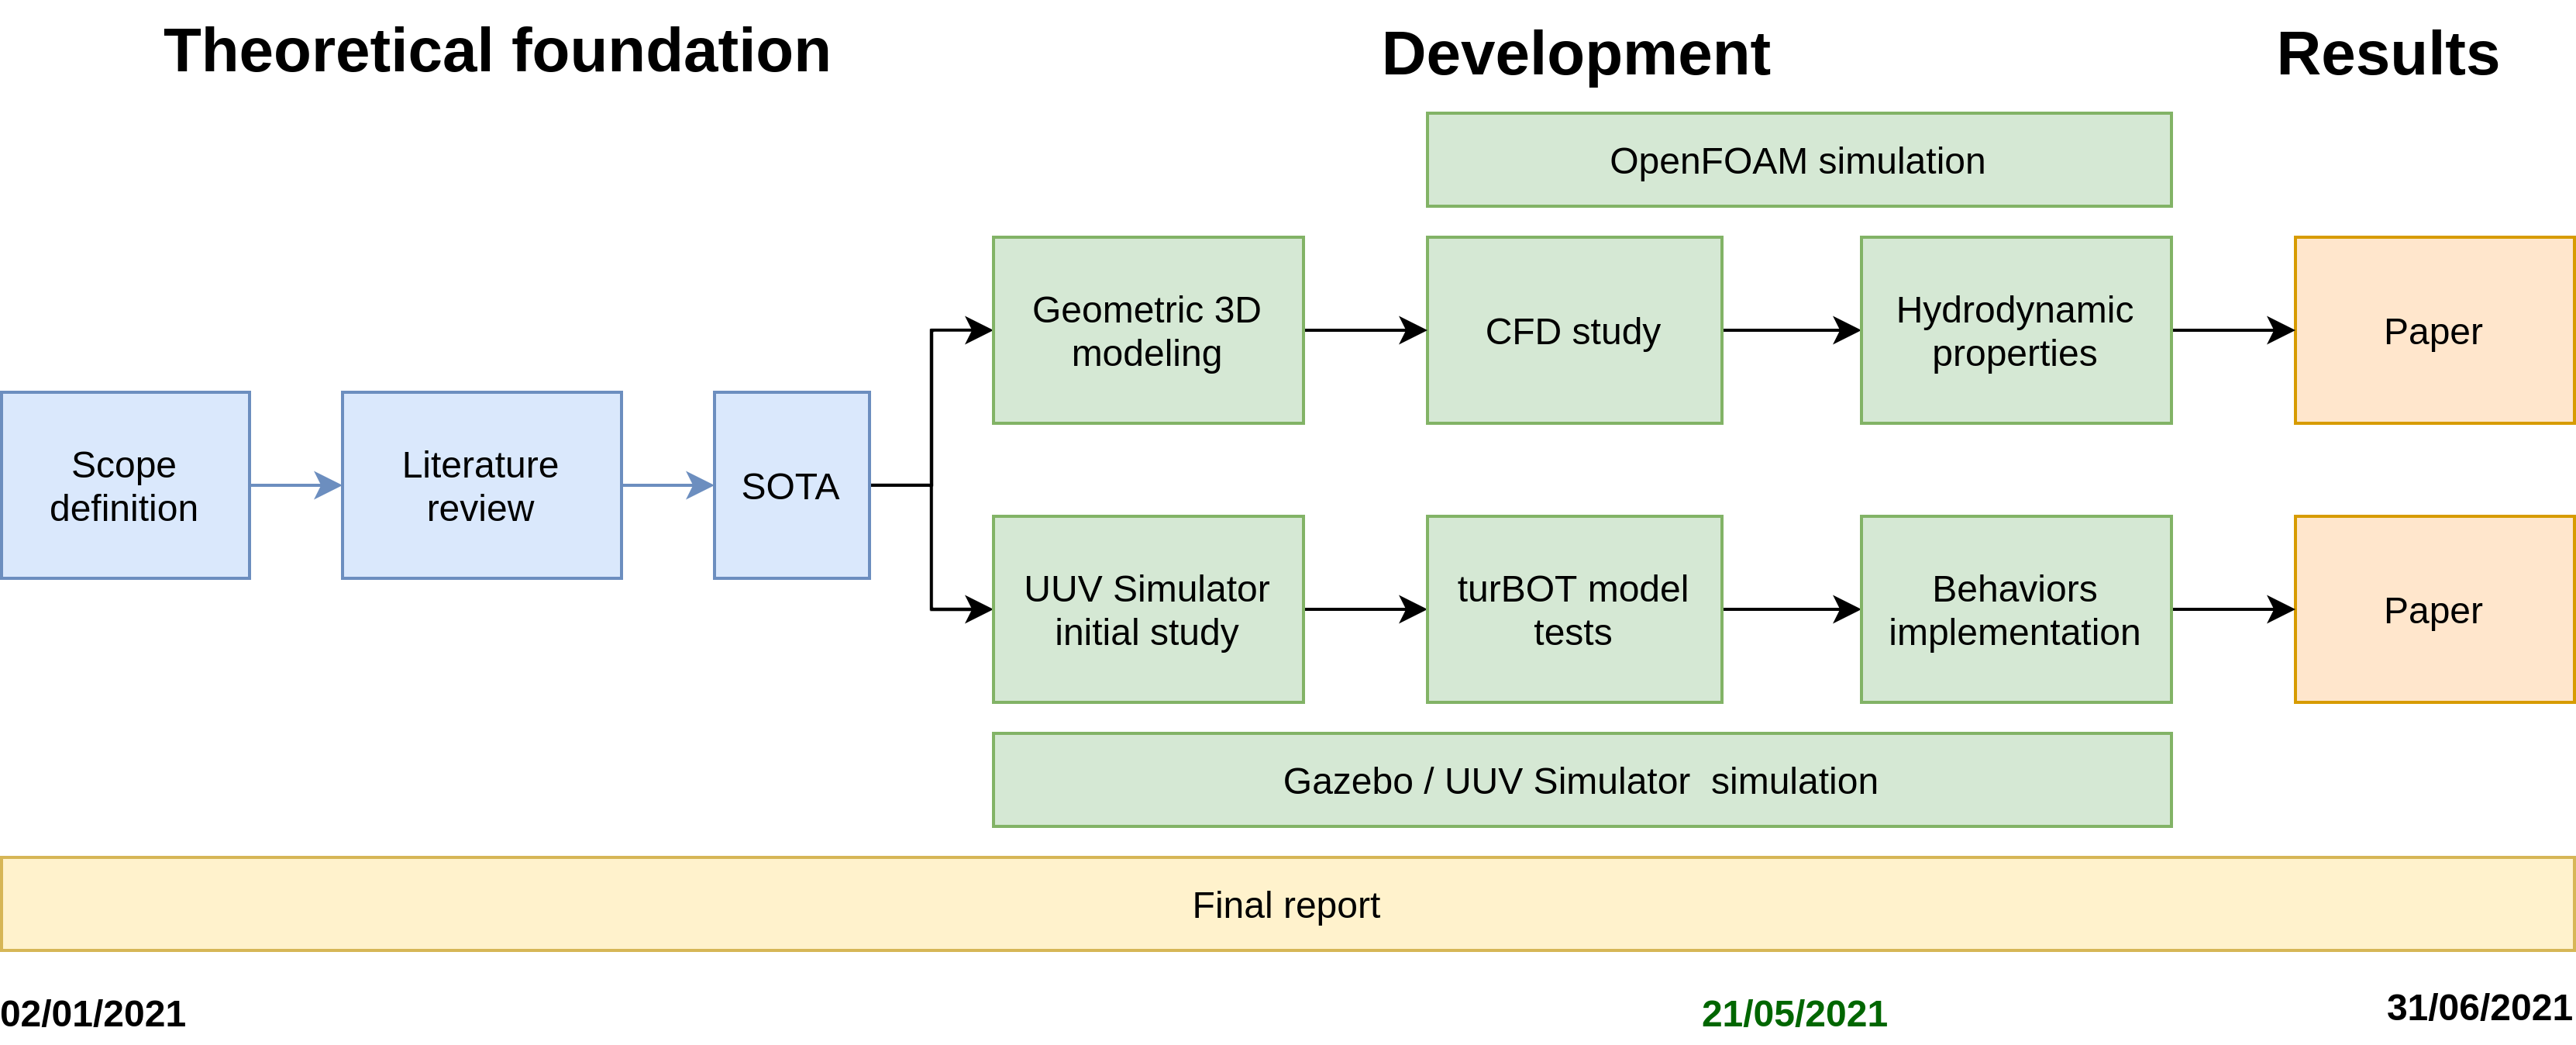 Theoretical foundation
Development
Results
OpenFOAM simulation
Geometric 3D
modeling
CFD study
Hydrodynamic
properties
Paper
Scope
definition
Literature
review
SOTA
UUV Simulator
initial study
turBOT model
tests
Behaviors
implementation
Paper
Gazebo / UUV Simulator  simulation
Final report
02/01/2021
21/05/2021
31/06/2021